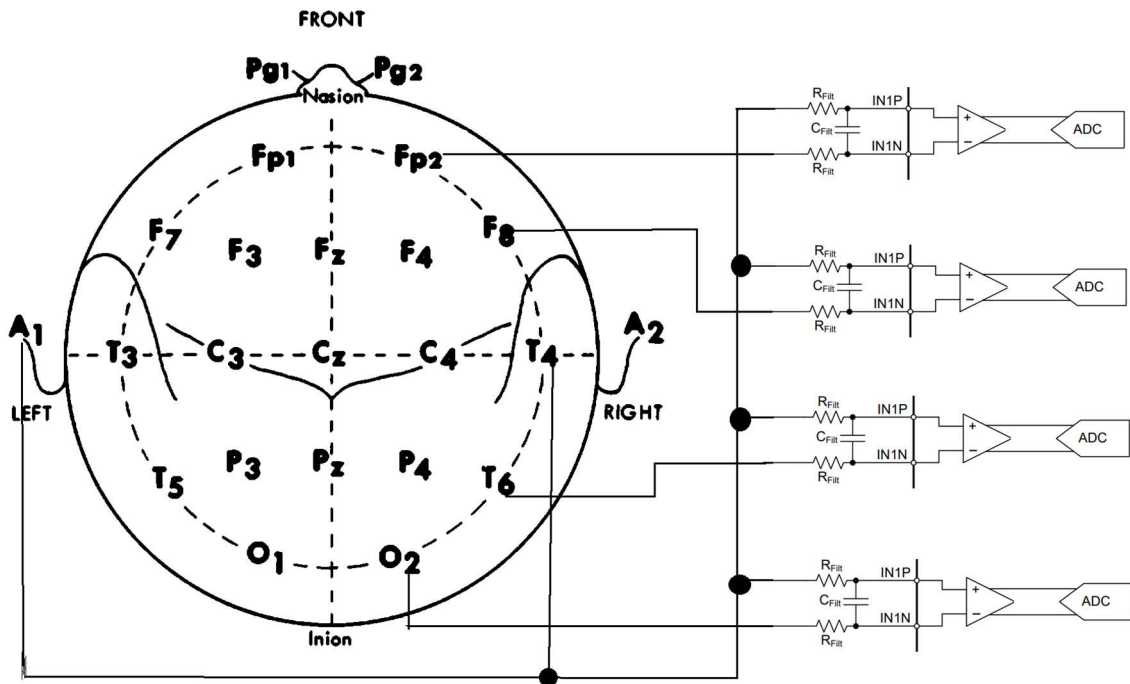 FRONT
Pg1 Pg2
Nasion
Fp1 Fp2
F7 F3 Fz F4 F8
A1 A2
T3 C3 Cz C4 T4
LEFT RIGHT
T5 P3 Pz P4 T6
O1 O2
Inion
RFilt IN1P
CFilt ADC
IN1N
RFilt
RFilt IN1P
CFilt ADC
IN1N
RFilt
RFilt IN1P
CFilt ADC
IN1N
RFilt
RFilt IN1P
CFilt ADC
IN1N
RFilt